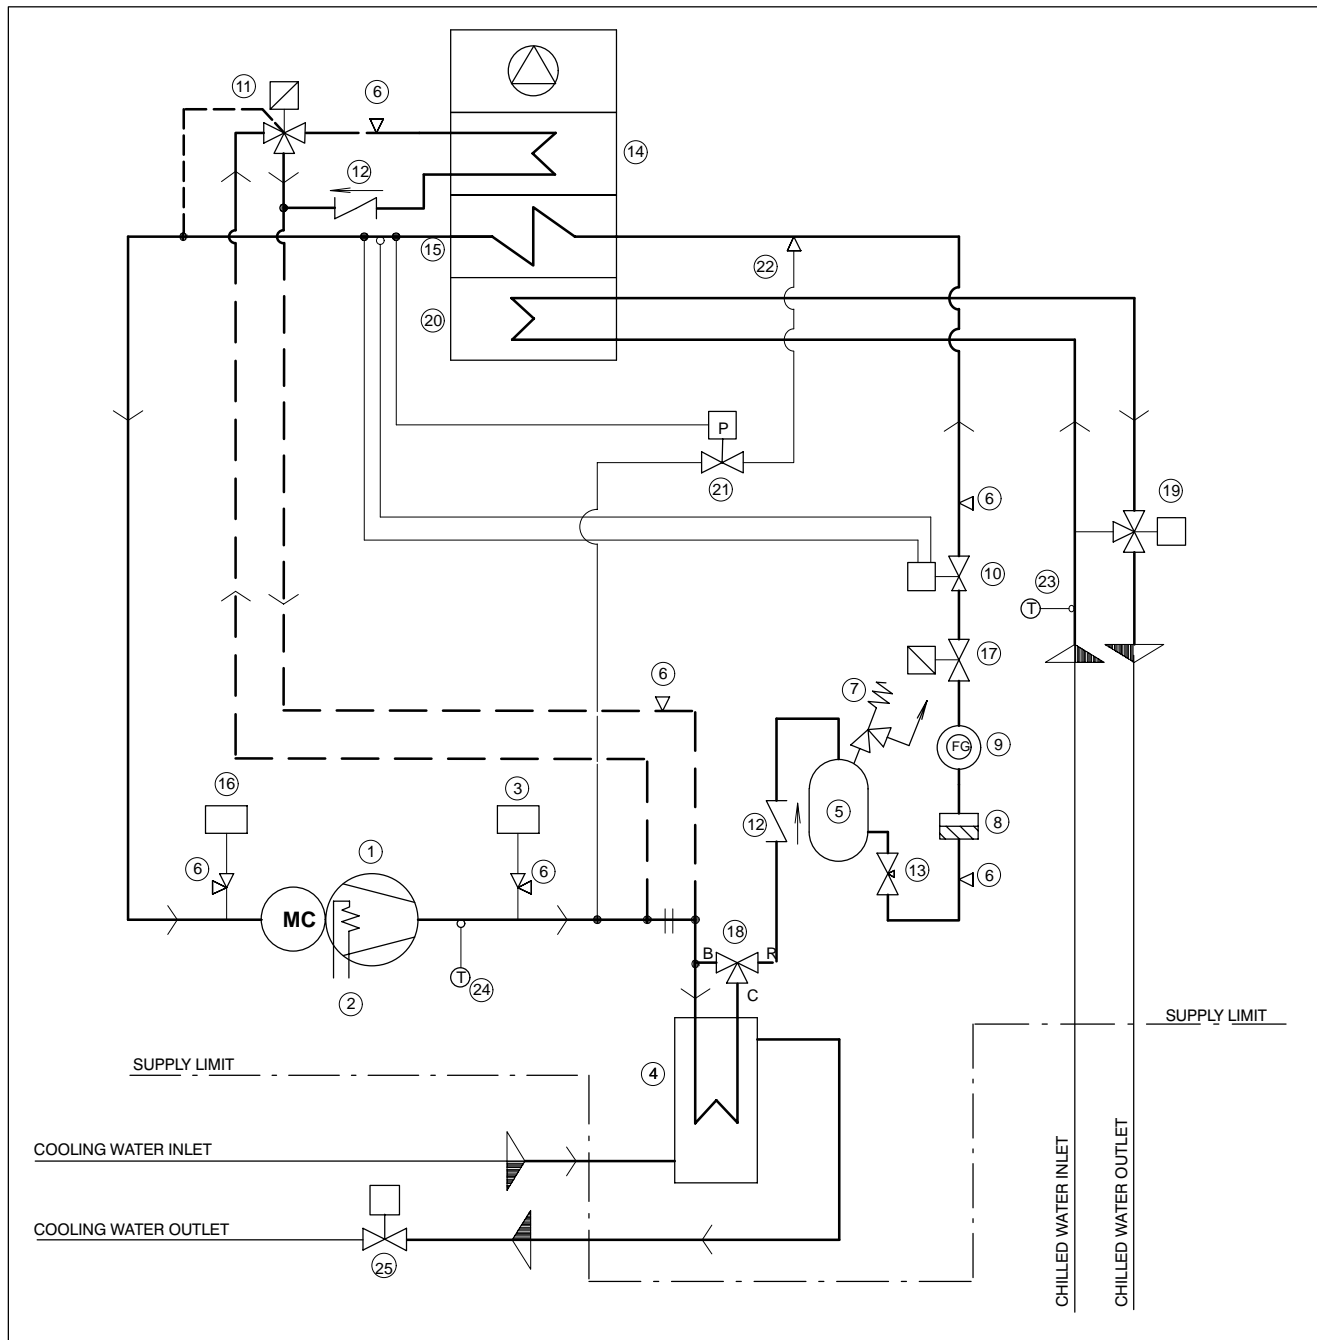 11
6
14
12
15
22
20
P
21
6
19
10
23
T
17
6
7
FG
9
16
3
5
12
8
1
6
6
13
6
MC
18
B
R
T
24
C
2
SUPPLY LIMIT
SUPPLY LIMIT
4
COOLING WATER INLET
COOLING WATER OUTLET
25
CHILLED WATER INLET
CHILLED WATER OUTLET